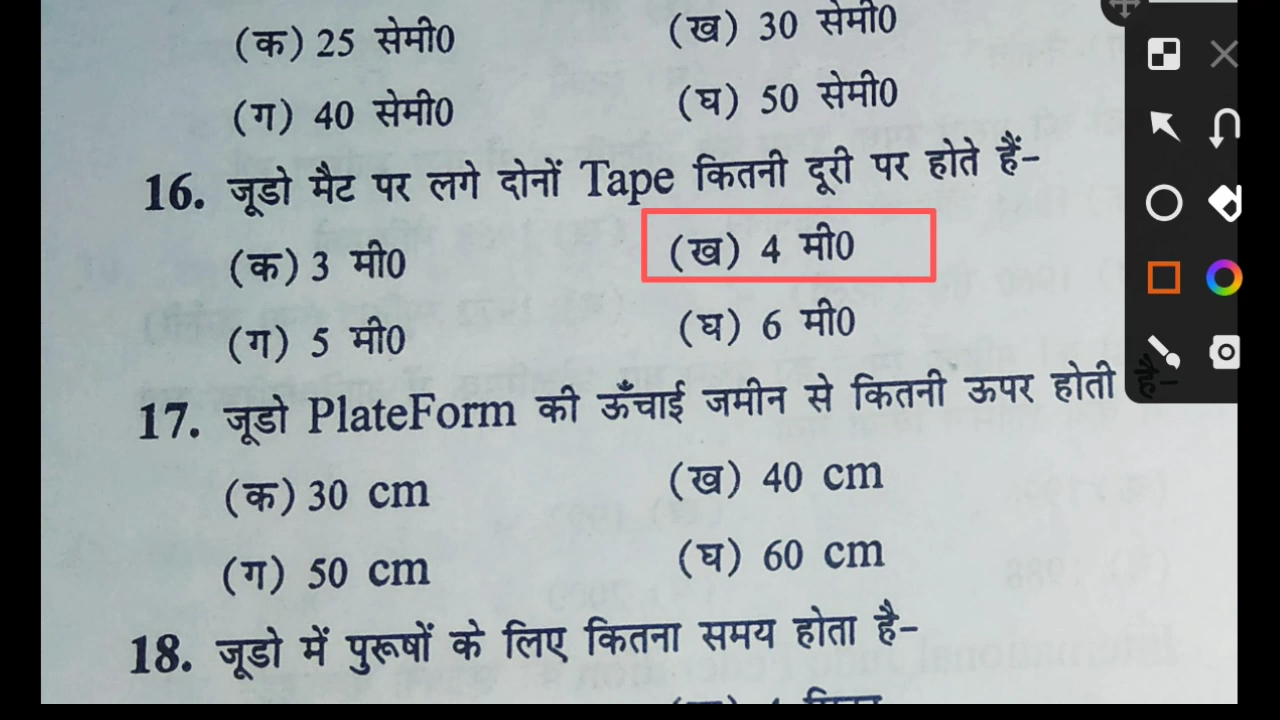 (क) 25 सेमी0 (ख) 30 सेमी0
(ग) 40 सेमी0 (घ) 50 सेमी0
16. जूडो मैट पर लगे दोनों Tape कितनी दूरी पर होते हैं-
(क) 3 मी0 (ख) 4 मी0
(ग) 5 मी0 (घ) 6 मी0
17. जूडो PlateForm की ऊँचाई जमीन से कितनी ऊपर होती है-
(क) 30 cm (ख) 40 cm
(ग) 50 cm (घ) 60 cm
18. जूडो में पुरूषों के लिए कितना समय होता है-